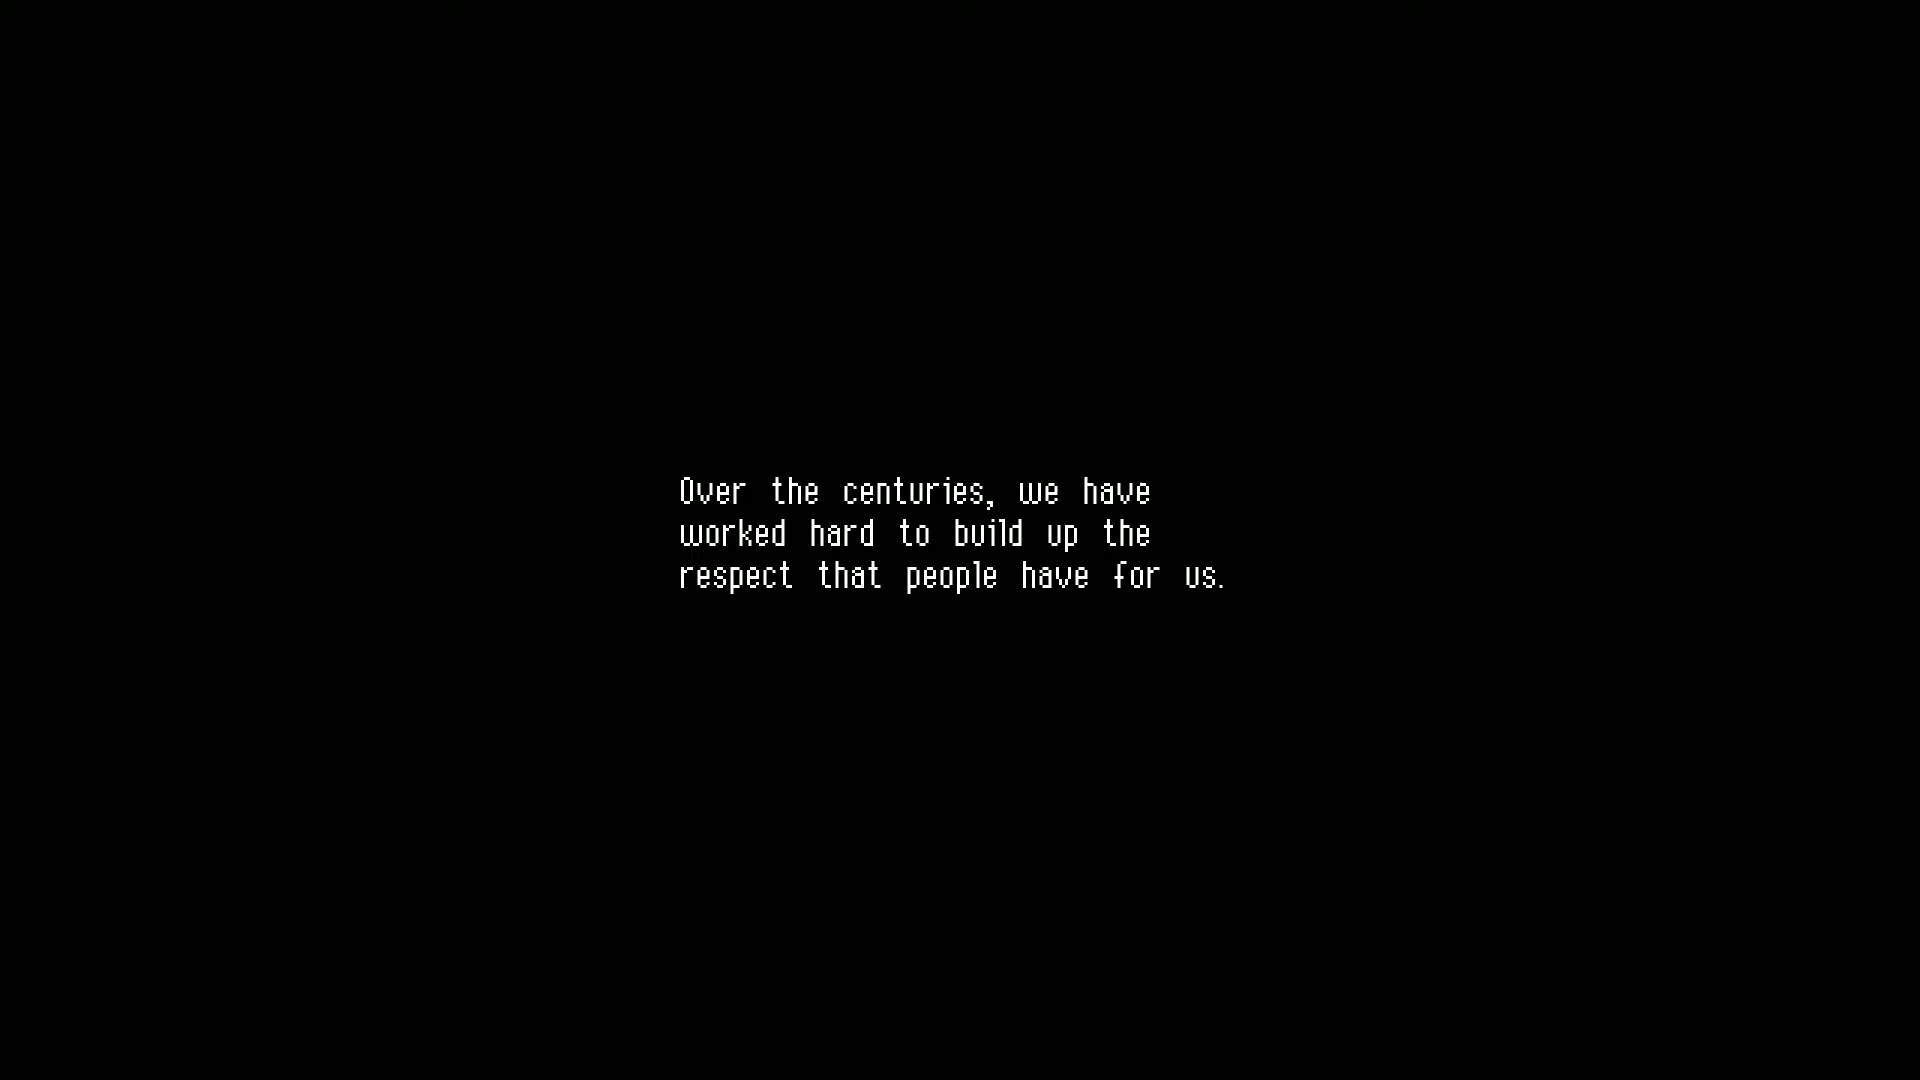 Over the centuries, we have
worked hard to build up the
respect that people have for us.